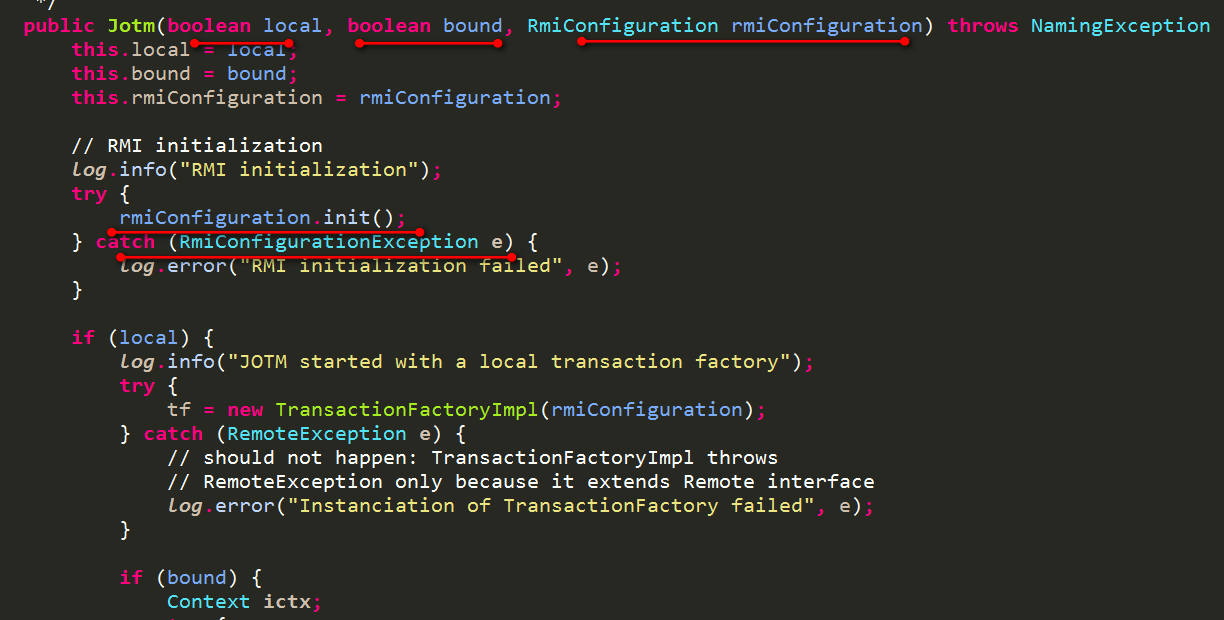 */
public Jotm(boolean local, boolean bound, RmiConfiguration rmiConfiguration) throws NamingException
this.local = local;
this.bound = bound;
this.rmiConfiguration = rmiConfiguration;
// RMI initialization
log.info("RMI initialization");
try {
rmiConfiguration.init();
} catch (RmiConfigurationException e) {
log.error("RMI initialization failed", e);
}
if (local) {
log.info("JOTM started with a local transaction factory");
try {
tf = new TransactionFactoryImpl(rmiConfiguration);
} catch (RemoteException e) {
// should not happen: TransactionFactoryImpl throws
// RemoteException only because it extends Remote interface
log.error("Instanciation of TransactionFactory failed", e);
}
if (bound) {
Context ictx;